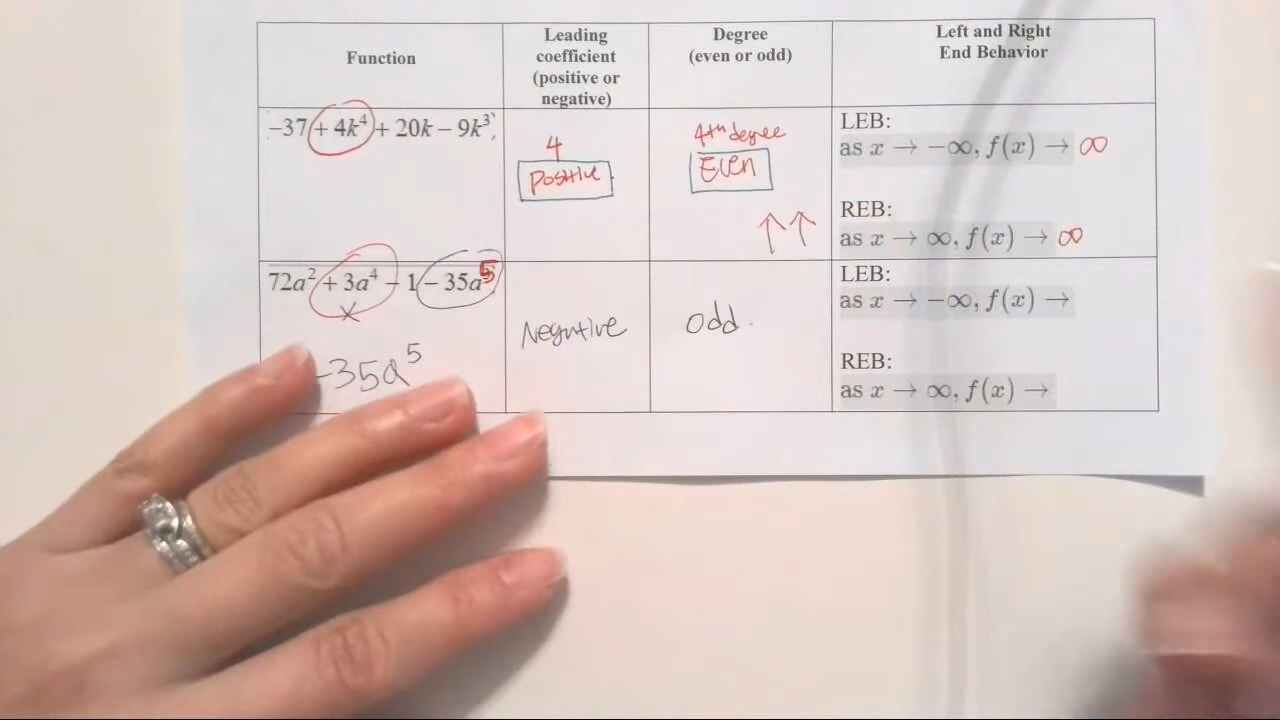 Function
Leading
coefficient
(positive or
negative)
Degree
(even or odd)
Left and Right
End Behavior
-37 + 4k⁴ + 20k - 9k³
4
Positive
4th degree
Even
↑↑
LEB:
as x → -∞, f(x) → ∞
REB:
as x → ∞, f(x) → ∞
72a² + 3a⁴ - 1 - 35a⁵
x
-35a⁵
Negative
Odd.
LEB:
as x → -∞, f(x) →
REB:
as x → ∞, f(x) →